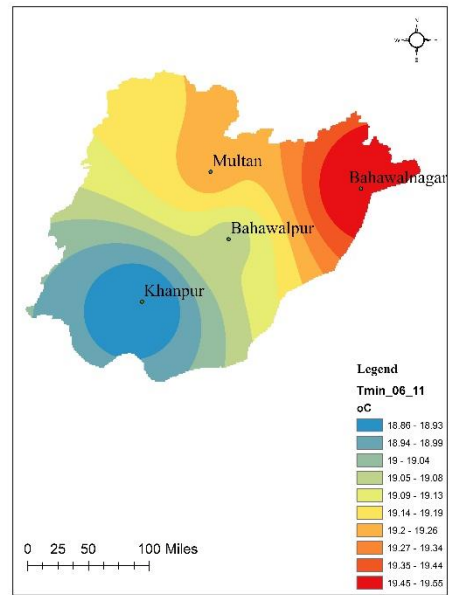 N
Multan
Bahawalnagar
Bahawalpur
Khanpur
Legend
Tmin_06_11
oC
18.86 - 18.93
18.94 - 18.99
19 - 19.04
19.05 - 19.08
19.09 - 19.13
19.14 - 19.19
19.2 - 19.26
19.27 - 19.34
19.35 - 19.44
19.45 - 19.55
0 25 50 100 Miles